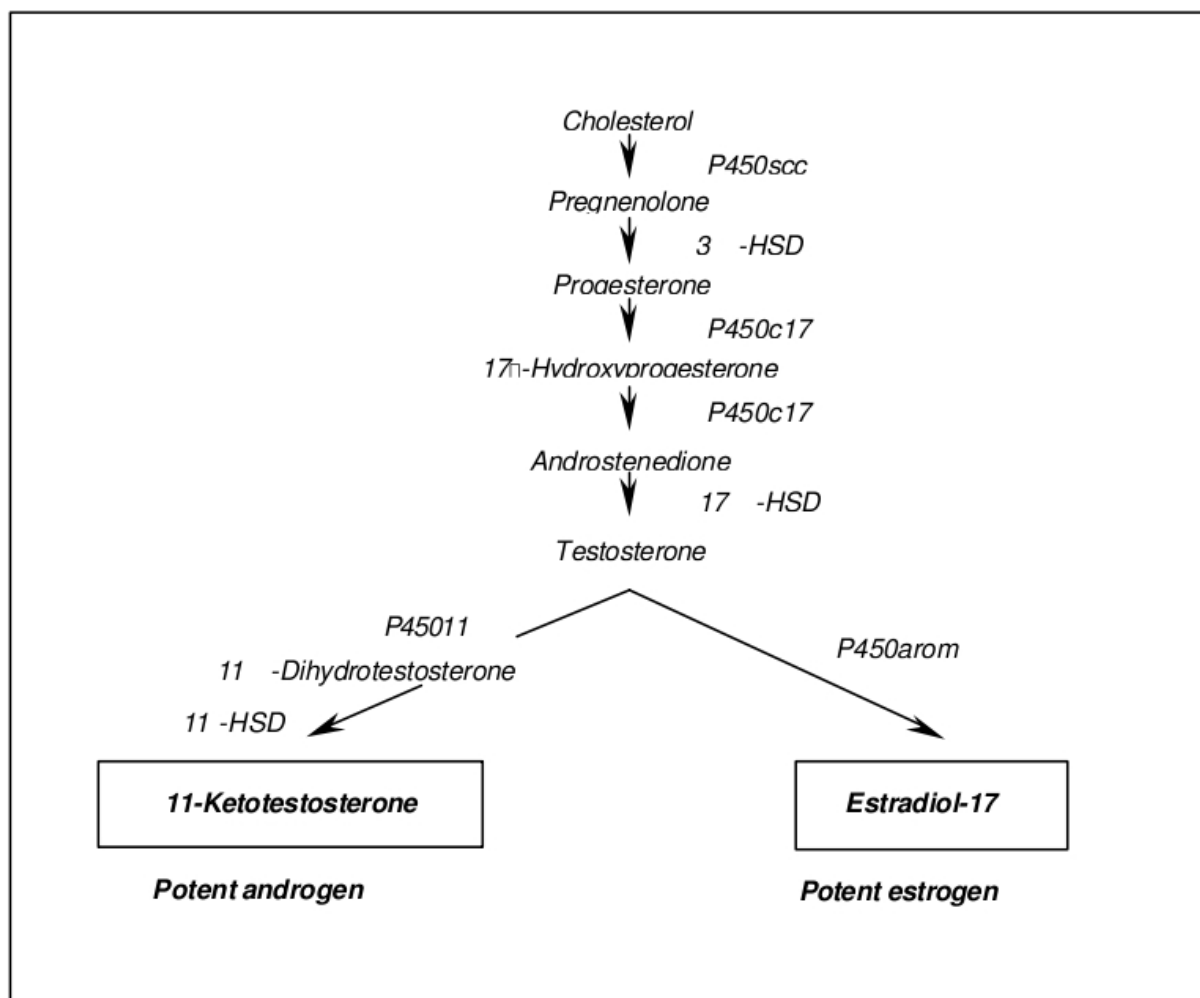 Cholesterol
P450scc
Pregnenolone
3 -HSD
Progesterone
P450c17
17▯-Hydroxyprogesterone
P450c17
Androstenedione
17 -HSD
Testosterone
P45011
P450arom
11 -Dihydrotestosterone
11 -HSD
11-Ketotestosterone
Estradiol-17
Potent androgen
Potent estrogen